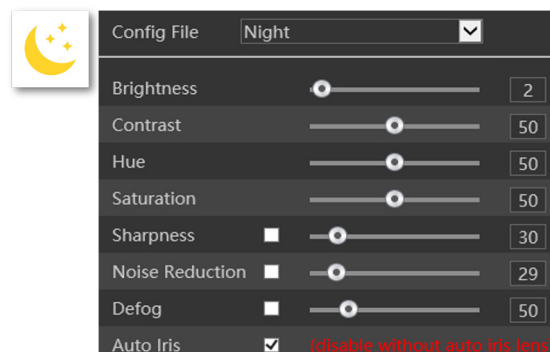 Config File Night
Brightness 2
Contrast 50
Hue 50
Saturation 50
Sharpness 30
Noise Reduction 29
Defog 50
Auto Iris (disable without auto iris lens